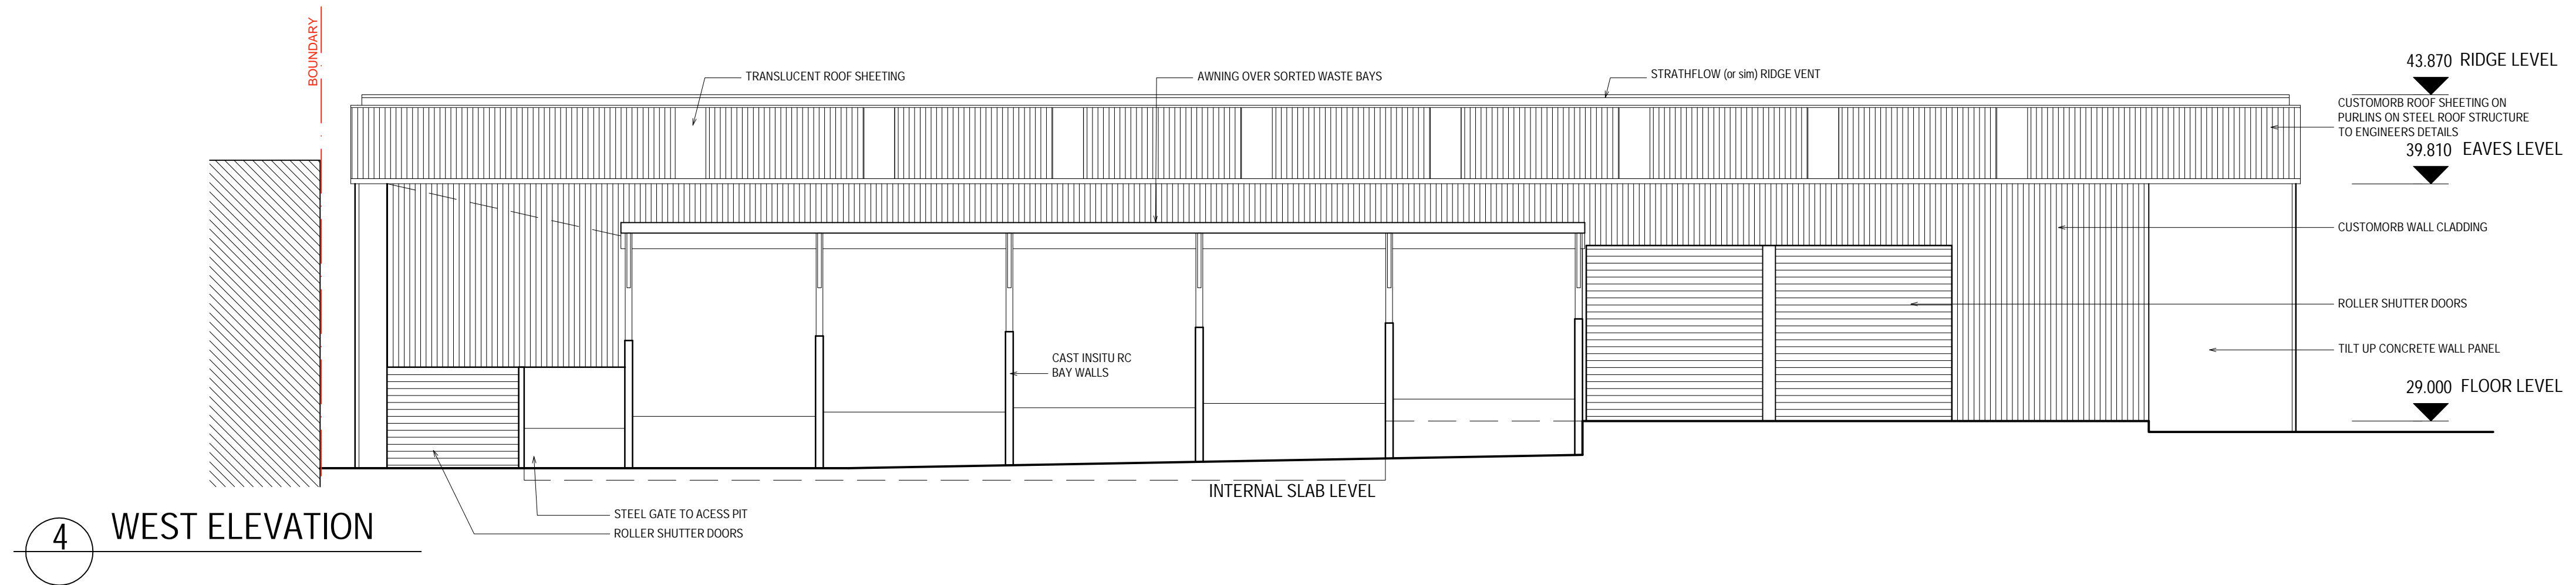 BOUNDARY
TRANSLUCENT ROOF SHEETING
AWNING OVER SORTED WASTE BAYS
STRATHFLOW (or sim) RIDGE VENT
43.870 RIDGE LEVEL
CUSTOMORB ROOF SHEETING ON
PURLINS ON STEEL ROOF STRUCTURE
TO ENGINEERS DETAILS
39.810 EAVES LEVEL
CUSTOMORB WALL CLADDING
ROLLER SHUTTER DOORS
TILT UP CONCRETE WALL PANEL
CAST INSITU RC
BAY WALLS
29.000 FLOOR LEVEL
INTERNAL SLAB LEVEL
STEEL GATE TO ACESS PIT
ROLLER SHUTTER DOORS
4 WEST ELEVATION